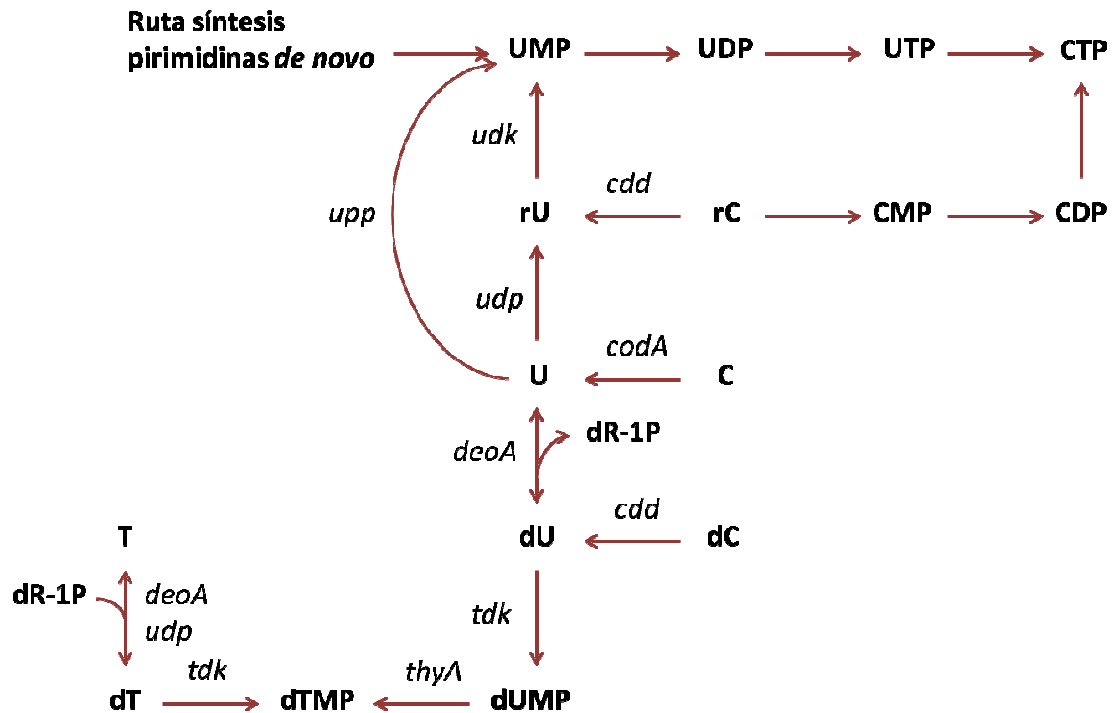 Ruta síntesis
pirimidinas de novo
UMP UDP UTP CTP
udk
cdd
upp
rU rC CMP CDP
udp
codA
U C
dR-1P
deoA
cdd
T dU dC
dR-1P deoA
tdk
udp
tdk thyA
dT dTMP dUMP